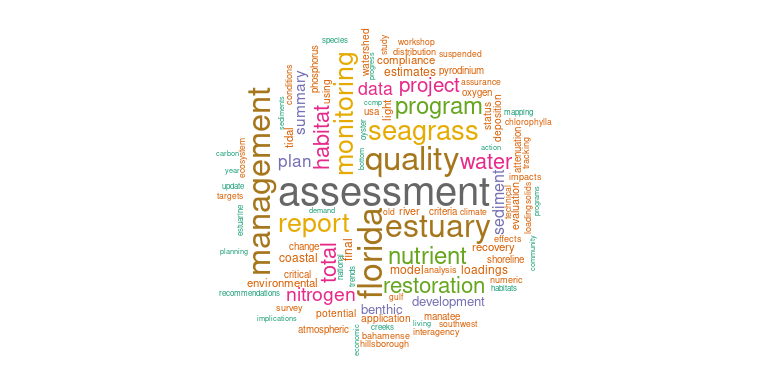 species
workshop
watershed
study
distribution
suspended
progress
compliance
phosphorus
conditions
summary
using
monitoring
estimates
pyrodinium
data
project
assurance
oxygen
ccmp
light
usa
program
status
deposition
mapping
chlorophylla
sediments
tidal
habitat
oyster
seagrass
ecosystem
carbon
management
plan
bottom
quality
water
action
attenuation
tracking
year
update
targets
assessment
sediment
impacts
technical
evaluation
loading
solids
programs
estuarine
demand
report
florida
old
river
criteria
climate
estuary
effects
community
planning
change
coastal
total
final
national
trends
nutrient
recovery
shoreline
critical
environmental
model
analysis
loadings
numeric
habitats
recommendations
nitrogen
gulf
restoration
development
survey
potential
benthic
application
manatee
implications
atmospheric
economic
creeks
living
southwest
bahamense
interagency
hillsborough